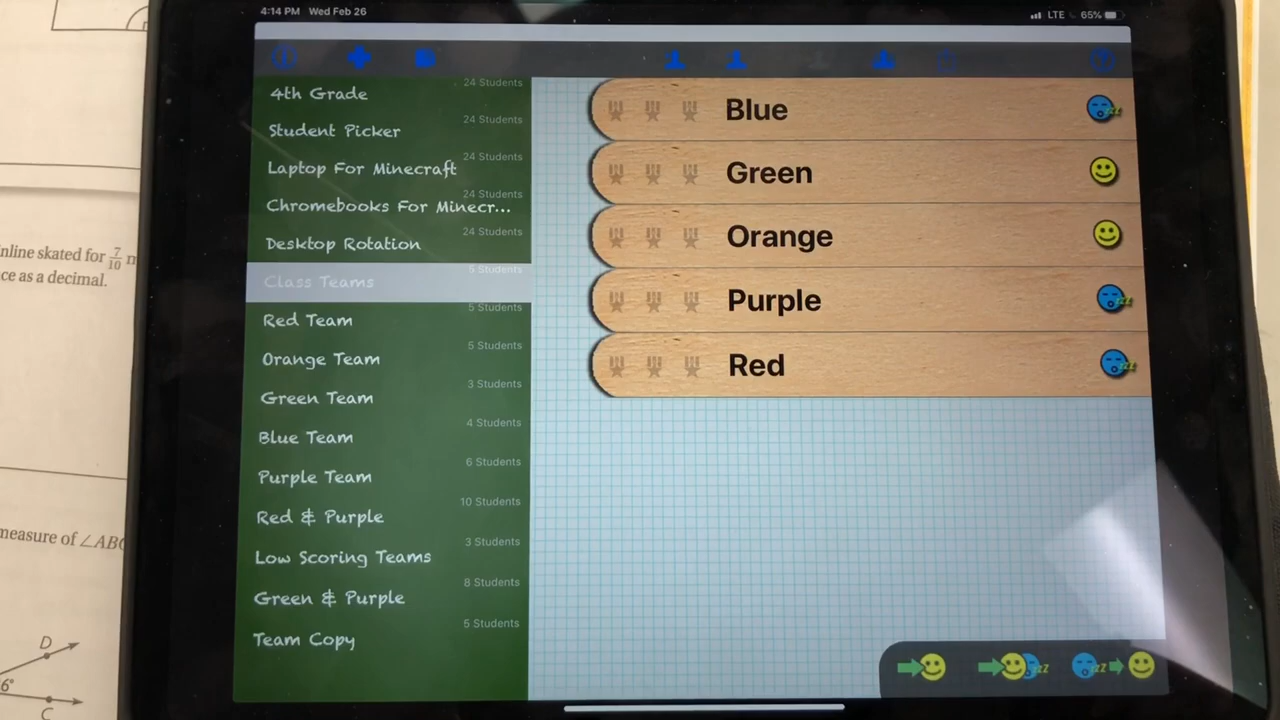 4:14 PM Wed Feb 26
LTE 65%
24 Students
4th Grade
24 Students
Student Picker
24 Students
Laptop For Minecraft
24 Students
Chromebooks For Minecr...
24 Students
Desktop Rotation
5 Students
Class Teams
5 Students
Red Team
5 Students
Orange Team
3 Students
Green Team
4 Students
Blue Team
6 Students
Purple Team
10 Students
Red & Purple
3 Students
Low Scoring Teams
8 Students
Green & Purple
5 Students
Team Copy
Blue
Green
Orange
Purple
Red
nline skated for 7/10 m
ce as a decimal.
measure of ∠ABC
D
6°
C